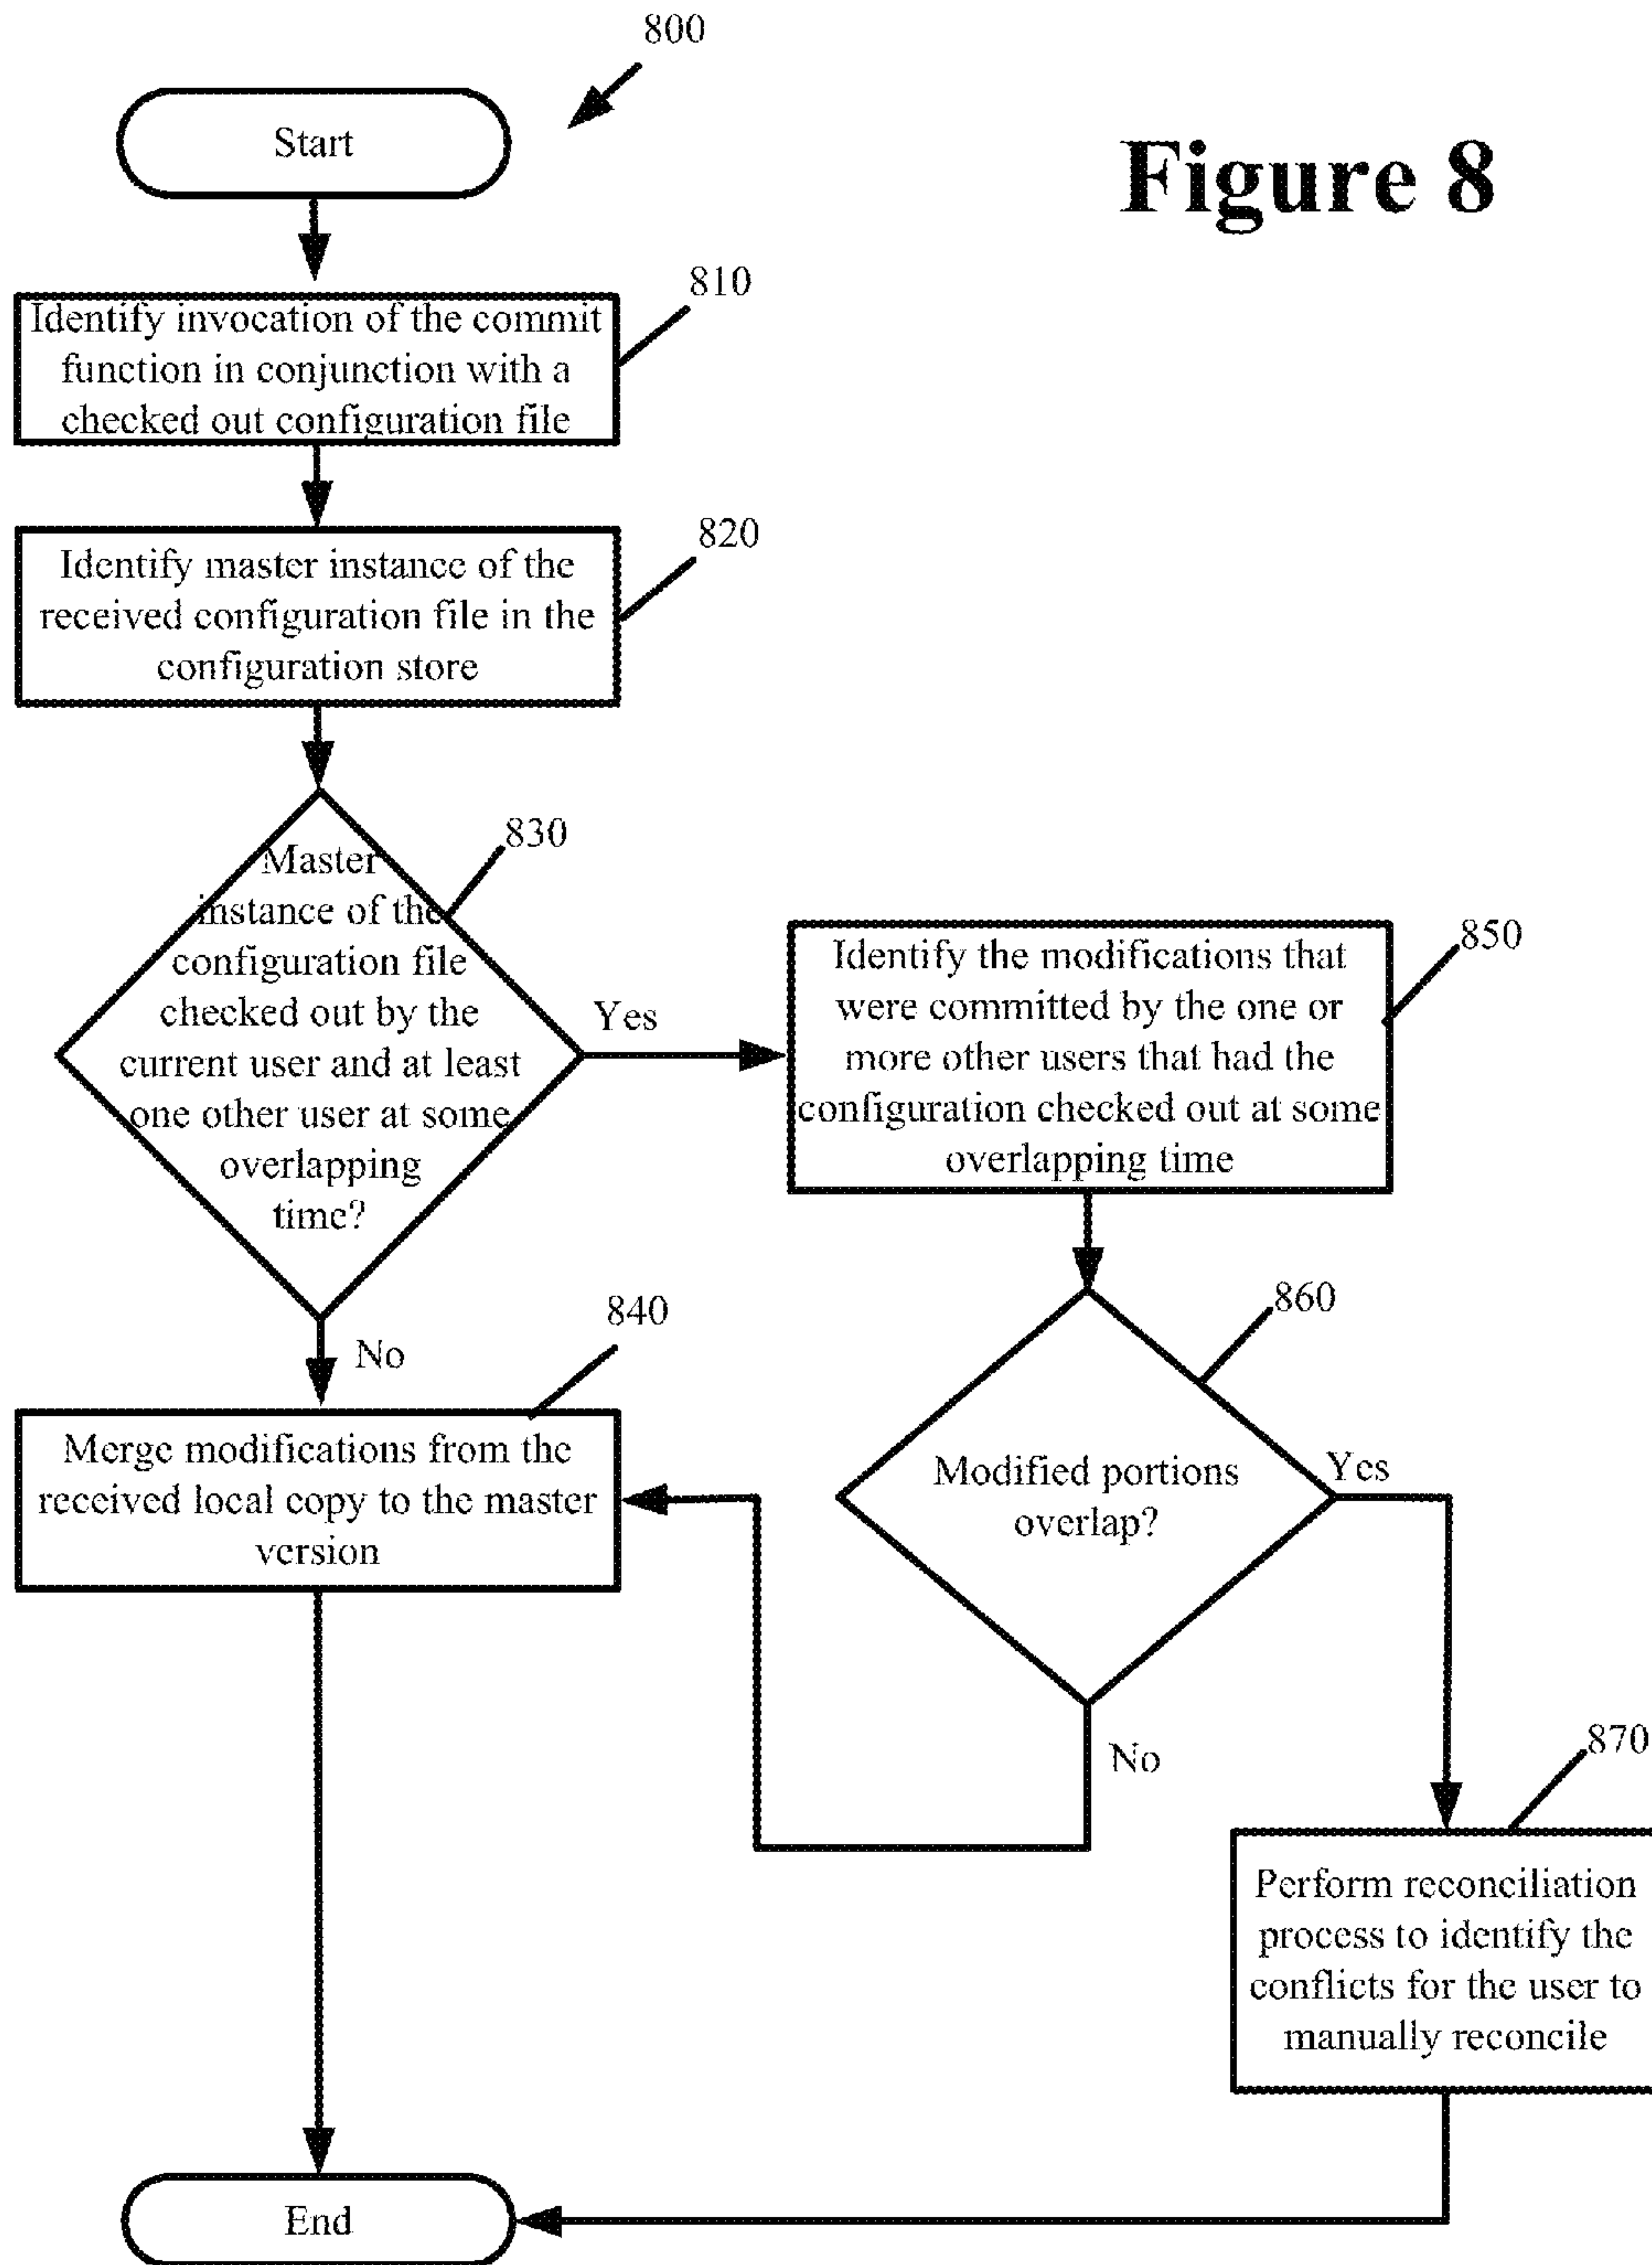 800
Start
Figure 8
810
Identify invocation of the commit
function in conjunction with a
checked out configuration file
820
Identify master instance of the
received configuration file in the
configuration store
830
Master
instance of the
configuration file
checked out by the
current user and at least
one other user at some
overlapping
time?
Yes
850
Identify the modifications that
were committed by the one or
more other users that had the
configuration checked out at some
overlapping time
No
840
Merge modifications from the
received local copy to the master
version
860
Modified portions
overlap?
Yes
No
870
Perform reconciliation
process to identify the
conflicts for the user to
manually reconcile
End